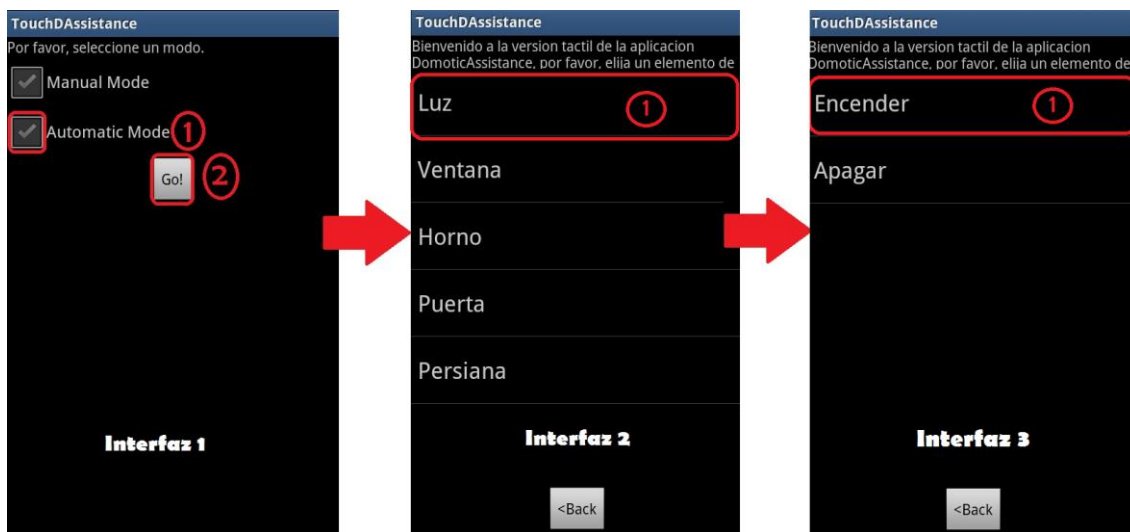 TouchDAssistance
Por favor, seleccione un modo.
Manual Mode
Automatic Mode 1
Go! 2
Interfaz 1
TouchDAssistance
Bienvenido a la version tactil de la aplicacion
DomoticAssistance, por favor, elija un elemento de
Luz 1
Ventana
Horno
Puerta
Persiana
Interfaz 2
<Back
TouchDAssistance
Bienvenido a la version tactil de la aplicacion
DomoticAssistance, por favor, elija un elemento de
Encender 1
Apagar
Interfaz 3
<Back